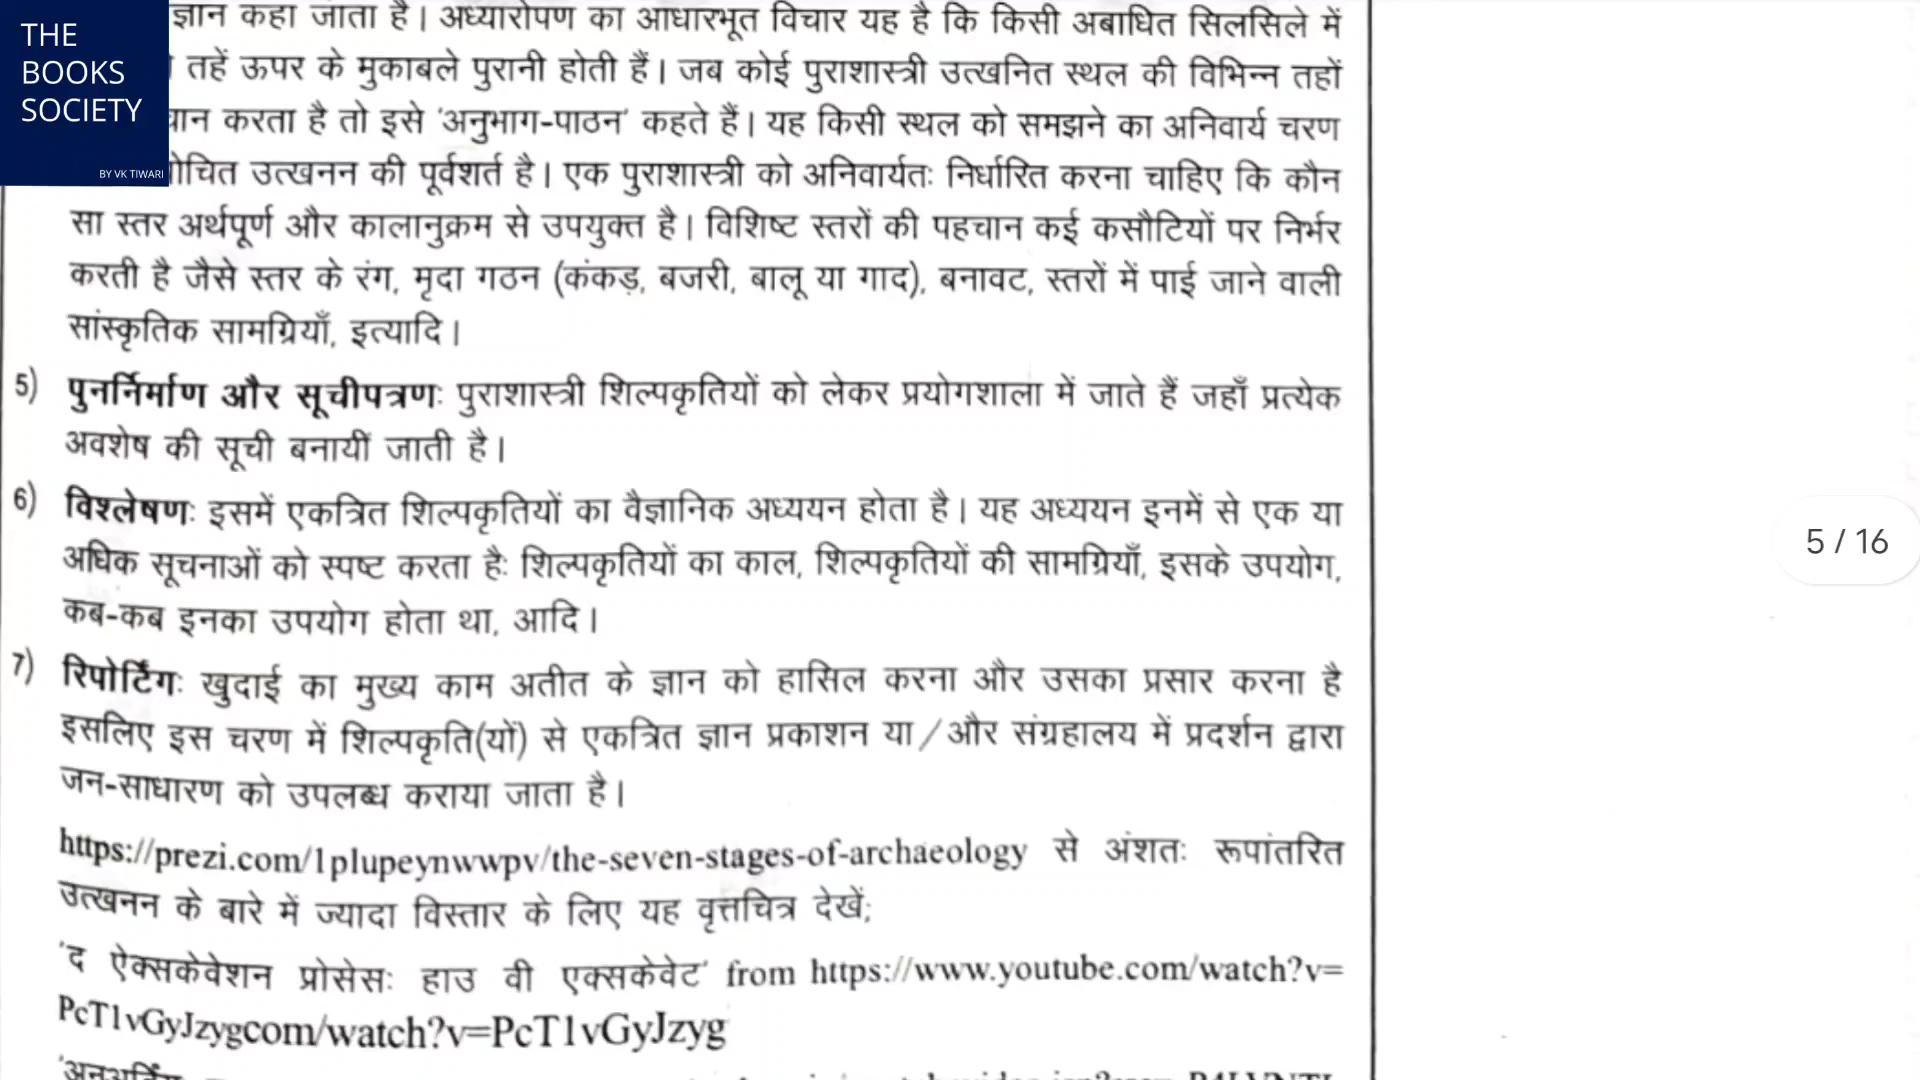 THE
BOOKS
SOCIETY
BY VK TIWARI
ज्ञान कहा जाता है। अध्यारोपण का आधारभूत विचार यह है कि किसी अबाधित सिलसिले में
तहें ऊपर के मुकाबले पुरानी होती हैं। जब कोई पुराशास्त्री उत्खनित स्थल की विभिन्न तहों
करता है तो इसे 'अनुभाग-पाठन' कहते हैं। यह किसी स्थल को समझने का अनिवार्य चरण
उत्खनन की पूर्वशर्त है। एक पुराशास्त्री को अनिवार्यतः निर्धारित करना चाहिए कि कौन
सा स्तर अर्थपूर्ण और कालानुक्रम से उपयुक्त है। विशिष्ट स्तरों की पहचान कई कसौटियों पर निर्भर
करती है जैसे स्तर के रंग, मृदा गठन (कंकड़, बजरी, बालू या गाद), बनावट, स्तरों में पाई जाने वाली
सांस्कृतिक सामग्रियाँ, इत्यादि।
5) पुनर्निर्माण और सूचीपत्रणः पुराशास्त्री शिल्पकृतियों को लेकर प्रयोगशाला में जाते हैं जहाँ प्रत्येक
अवशेष की सूची बनायीं जाती है।
6) विश्लेषणः इसमें एकत्रित शिल्पकृतियों का वैज्ञानिक अध्ययन होता है। यह अध्ययन इनमें से एक या
अधिक सूचनाओं को स्पष्ट करता हैः शिल्पकृतियों का काल, शिल्पकृतियों की सामग्रियाँ, इसके उपयोग,
कब-कब इनका उपयोग होता था, आदि।
7) रिपोर्टिंगः खुदाई का मुख्य काम अतीत के ज्ञान को हासिल करना और उसका प्रसार करना है
इसलिए इस चरण में शिल्पकृति(यों) से एकत्रित ज्ञान प्रकाशन या/और संग्रहालय में प्रदर्शन द्वारा
जन-साधारण को उपलब्ध कराया जाता है।
https://prezi.com/1plupeynwwpv/the-seven-stages-of-archaeology से अंशतः रूपांतरित
उत्खनन के बारे में ज्यादा विस्तार के लिए यह वृत्तचित्र देखें;
'द ऐक्सकेवेशन प्रोसेसः हाउ वी एक्सकेवेट' from https://www.youtube.com/watch?v=
PcT1vGyJzygcom/watch?v=PcT1vGyJzyg
5 / 16